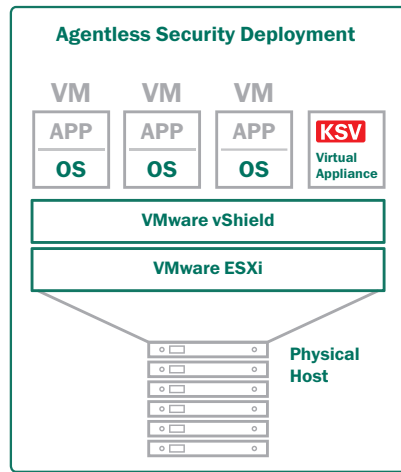 Agentless Security Deployment
VM VM VM
APP APP APP KSV
OS OS OS Virtual
Appliance
VMware vShield
VMware ESXi
Physical
Host